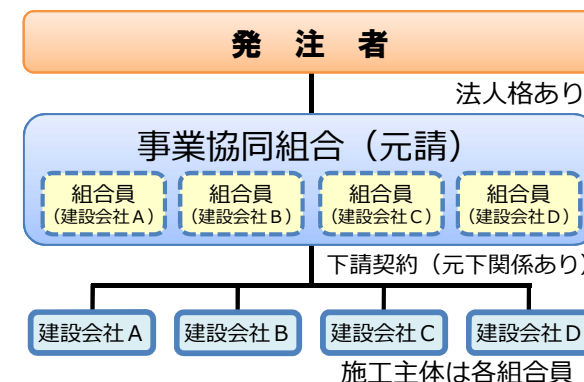 発 注 者
法人格あり
事業協同組合（元請）
組合員 組合員 組合員 組合員
（建設会社Ａ） （建設会社Ｂ） （建設会社Ｃ） （建設会社Ｄ）
下請契約（元下関係あり）
建設会社Ａ 建設会社Ｂ 建設会社Ｃ 建設会社Ｄ
施工主体は各組合員